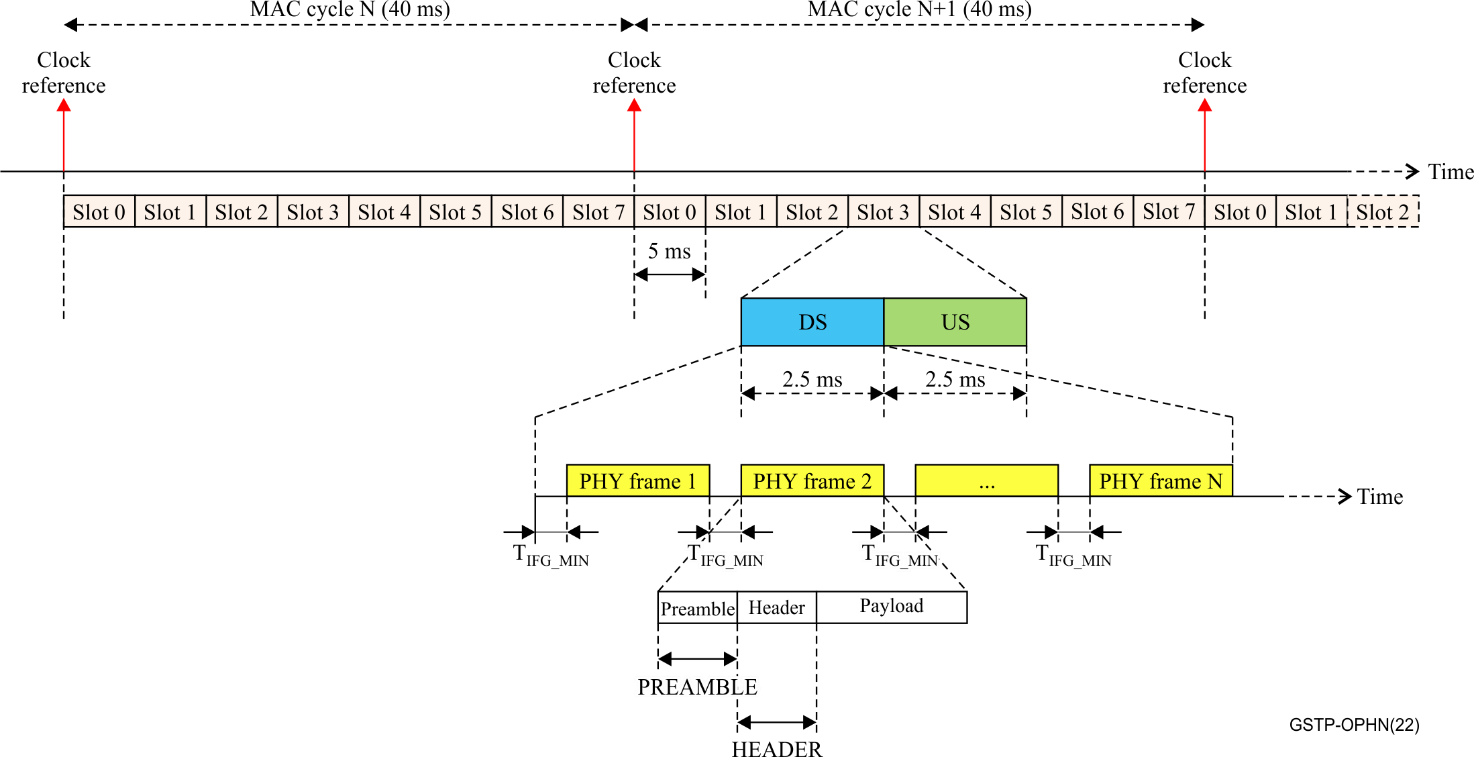 MAC cycle N (40 ms) MAC cycle N+1 (40 ms)
Clock reference Clock reference Clock reference
Time
Slot 0 Slot 1 Slot 2 Slot 3 Slot 4 Slot 5 Slot 6 Slot 7 Slot 0 Slot 1 Slot 2 Slot 3 Slot 4 Slot 5 Slot 6 Slot 7 Slot 0 Slot 1 Slot 2
5 ms
DS US
2.5 ms 2.5 ms
PHY frame 1 PHY frame 2 ... PHY frame N
Time
TIFG_MIN TIFG_MIN TIFG_MIN TIFG_MIN
Preamble Header Payload
PREAMBLE
HEADER
GSTP-OPHN(22)